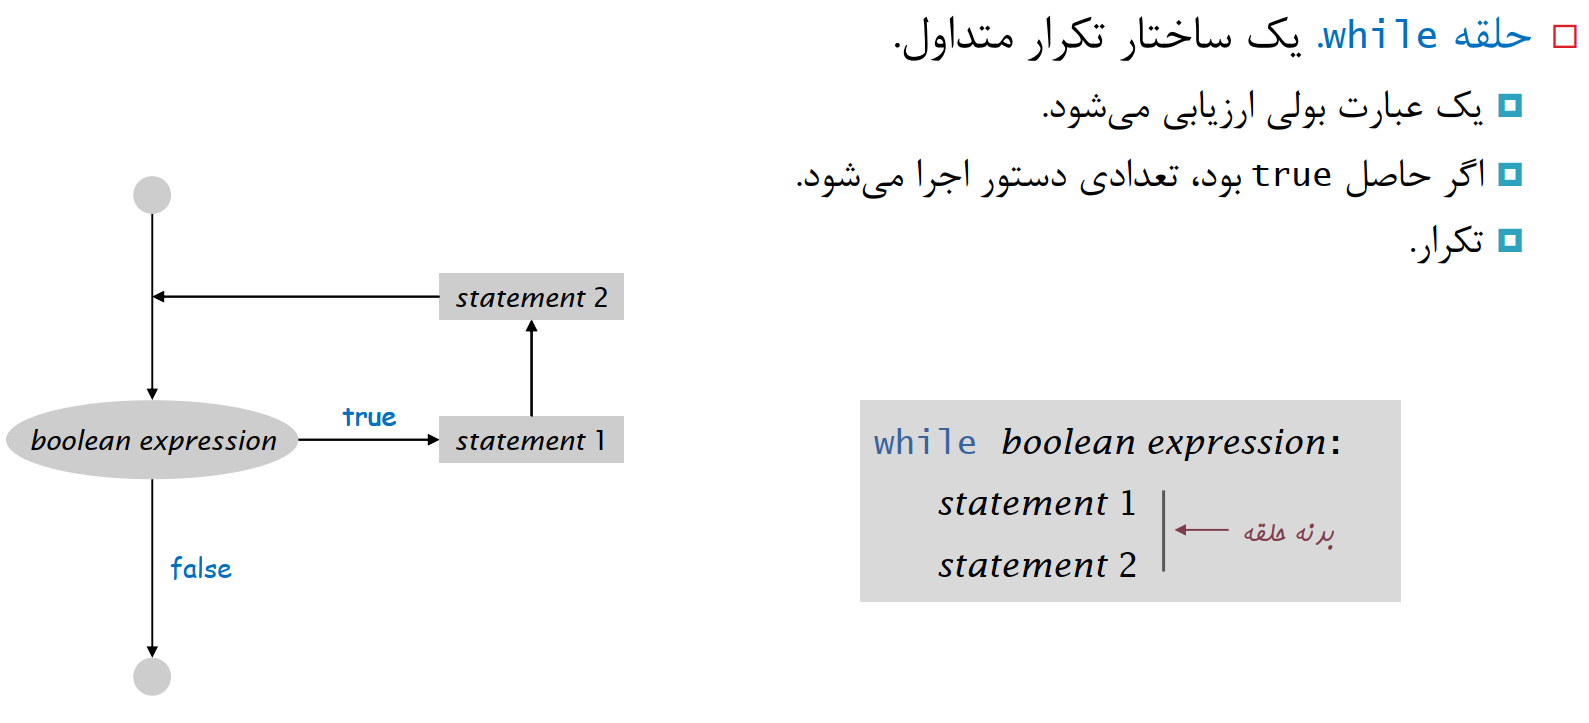 حلقه while. یک ساختار تکرار متداول.
یک عبارت بولی ارزیابی می‌شود.
اگر حاصل true بود، تعدادی دستور اجرا می‌شود.
تکرار.
statement 2
true
boolean expression
statement 1
false
while boolean expression:
statement 1
برنه حلقه
statement 2